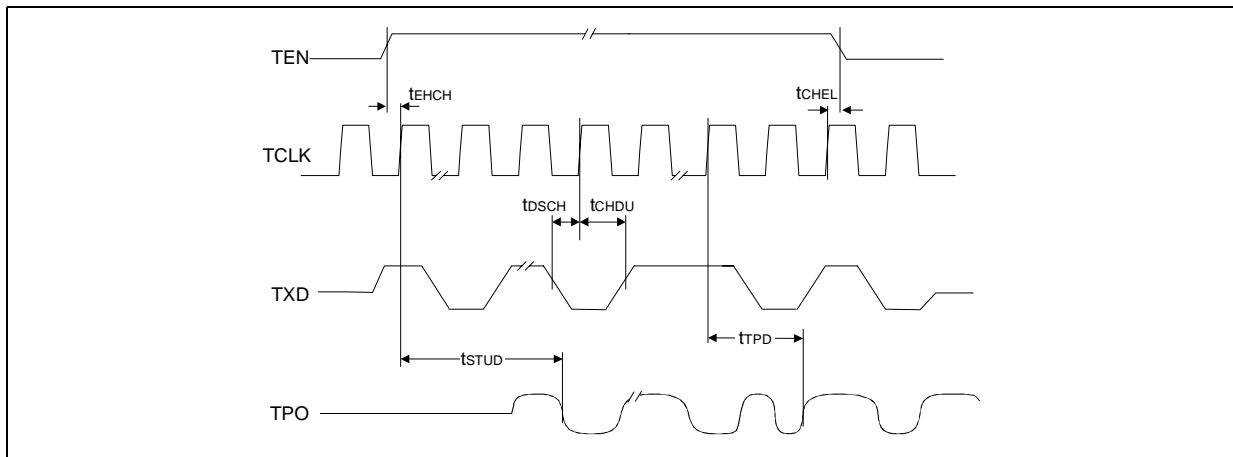 TEN
tEHCH
tCHEL
TCLK
tDSCH
tCHDU
TXD
tTPD
tSTUD
TPO